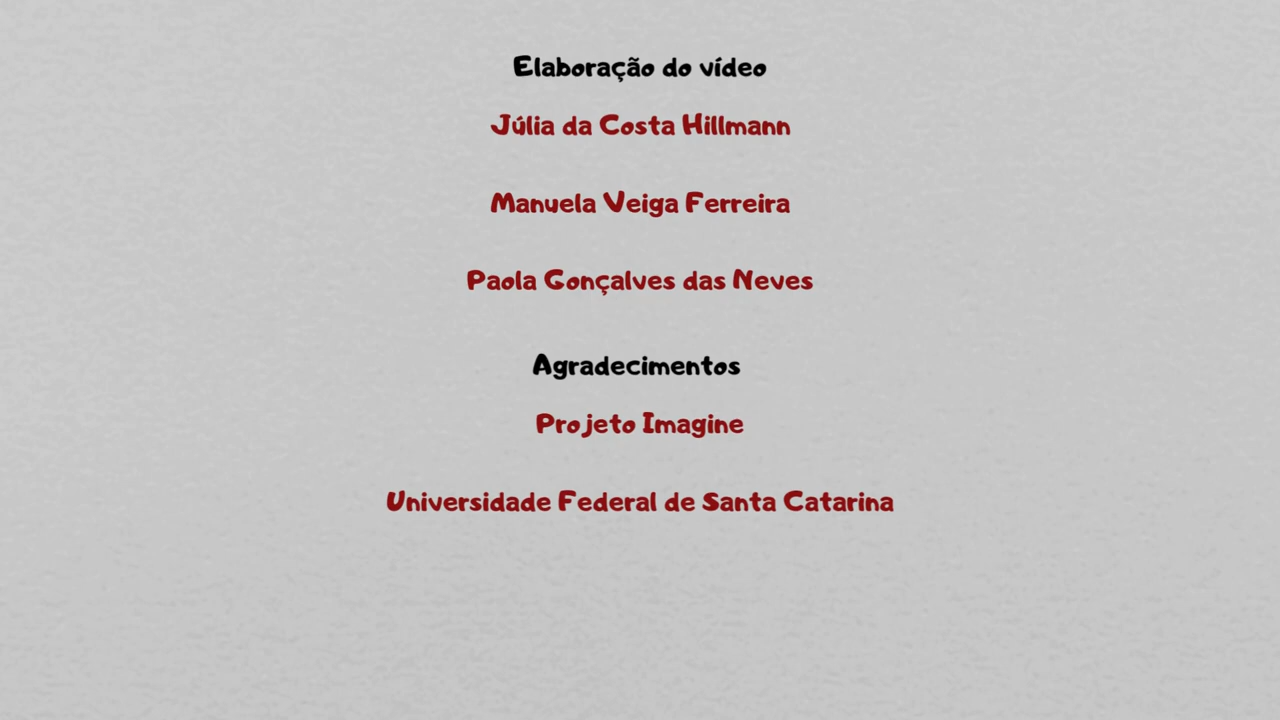 Elaboração do vídeo
Júlia da Costa Hillmann
Manuela Veiga Ferreira
Paola Gonçalves das Neves
Agradecimentos
Projeto Imagine
Universidade Federal de Santa Catarina